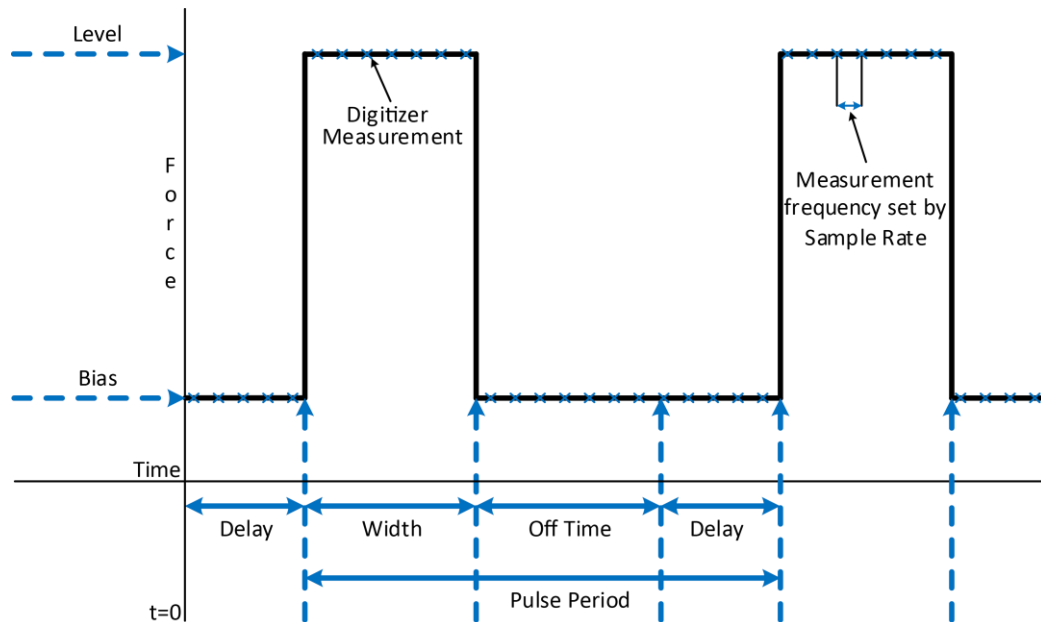 Level
Digitizer
Measurement
Force
Measurement
frequency set by
Sample Rate
Bias
Time
Delay
Width
Off Time
Delay
Pulse Period
t=0